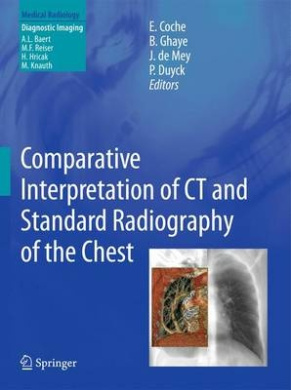 Medical Radiology
Diagnostic Imaging
A.L. Baert
M.F. Reiser
H. Hricak
M. Knauth
E. Coche
B. Ghaye
J. de Mey
P. Duyck
Editors
Comparative
Interpretation of CT and
Standard Radiography
of the Chest
Springer